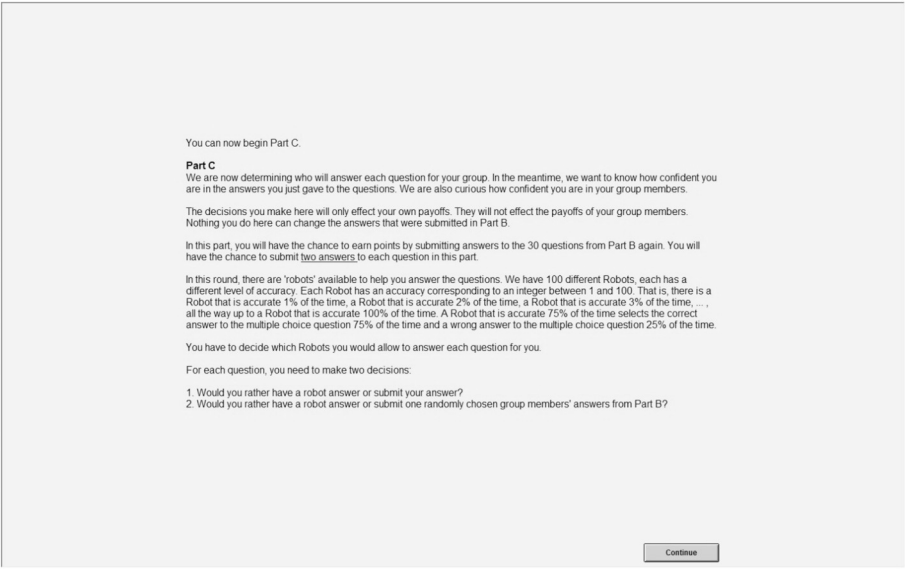 You can now begin Part C.
Part C
We are now determining who will answer each question for your group. In the meantime, we want to know how confident you
are in the answers you just gave to the questions. We are also curious how confident you are in your group members.
The decisions you make here will only effect your own payoffs. They will not effect the payoffs of your group members.
Nothing you do here can change the answers that were submitted in Part B.
In this part, you will have the chance to earn points by submitting answers to the 30 questions from Part B again. You will
have the chance to submit two answers to each question in this part.
In this round, there are 'robots' available to help you answer the questions. We have 100 different Robots, each has a
different level of accuracy. Each Robot has an accuracy corresponding to an integer between 1 and 100. That is, there is a
Robot that is accurate 1% of the time, a Robot that is accurate 2% of the time, a Robot that is accurate 3% of the time, ... ,
all the way up to a Robot that is accurate 100% of the time. A Robot that is accurate 75% of the time selects the correct
answer to the multiple choice question 75% of the time and a wrong answer to the multiple choice question 25% of the time.
You have to decide which Robots you would allow to answer each question for you.
For each question, you need to make two decisions:
1. Would you rather have a robot answer or submit your answer?
2. Would you rather have a robot answer or submit one randomly chosen group members' answers from Part B?
Continue